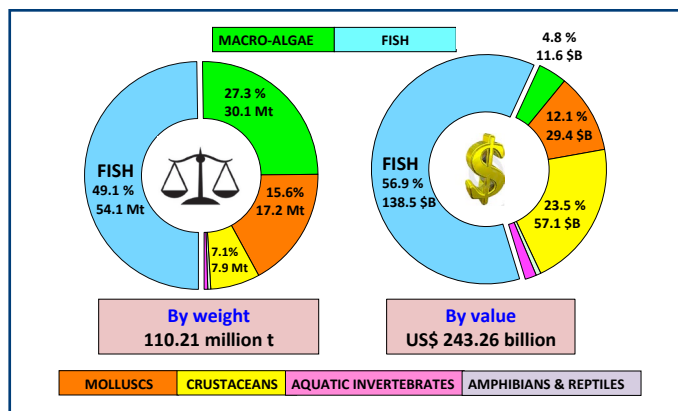 MACRO-ALGAE FISH
4.8 %
11.6 $B
27.3 %
30.1 Mt
12.1 %
29.4 $B
FISH
49.1 %
54.1 Mt
15.6%
17.2 Mt
7.1%
7.9 Mt
FISH
56.9 %
138.5 $B
23.5 %
57.1 $B
By weight
110.21 million t
By value
US$ 243.26 billion
MOLLUSCS CRUSTACEANS AQUATIC INVERTEBRATES AMPHIBIANS & REPTILES